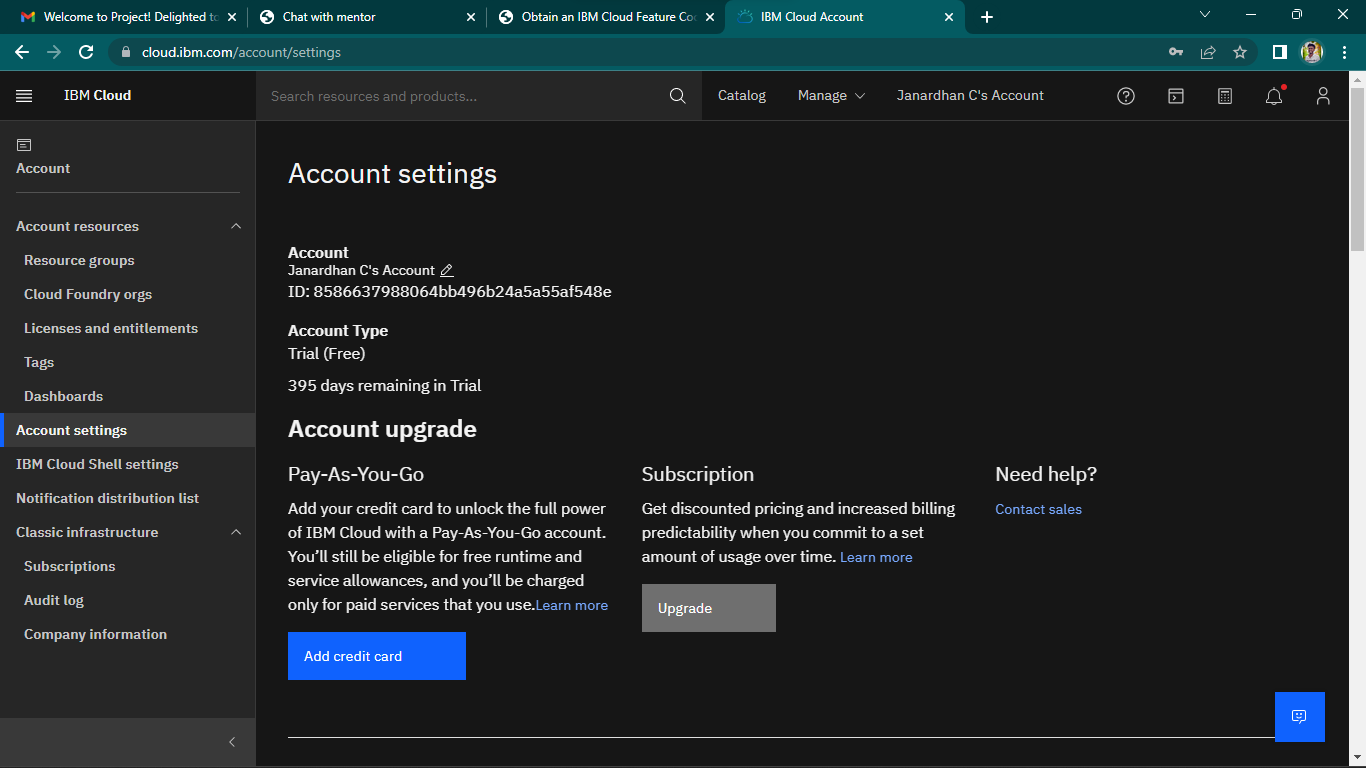 Welcome to Project! Delighted to
Chat with mentor
Obtain an IBM Cloud Feature Co
IBM Cloud Account
cloud.ibm.com/account/settings
IBM Cloud
Search resources and products...
Catalog
Manage
Janardhan C's Account
Account
Account resources
Resource groups
Cloud Foundry orgs
Licenses and entitlements
Tags
Dashboards
Account settings
IBM Cloud Shell settings
Notification distribution list
Classic infrastructure
Subscriptions
Audit log
Company information
Account settings
Account
Janardhan C's Account
ID: 8586637988064bb496b24a5a55af548e
Account Type
Trial (Free)
395 days remaining in Trial
Account upgrade
Pay-As-You-Go
Add your credit card to unlock the full power
of IBM Cloud with a Pay-As-You-Go account.
You’ll still be eligible for free runtime and
service allowances, and you’ll be charged
only for paid services that you use.Learn more
Add credit card
Subscription
Get discounted pricing and increased billing
predictability when you commit to a set
amount of usage over time. Learn more
Upgrade
Need help?
Contact sales